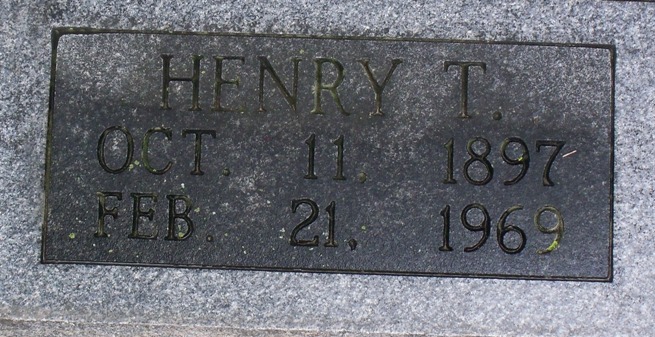 HENRY T.
OCT. 11, 1897
FEB. 21, 1969